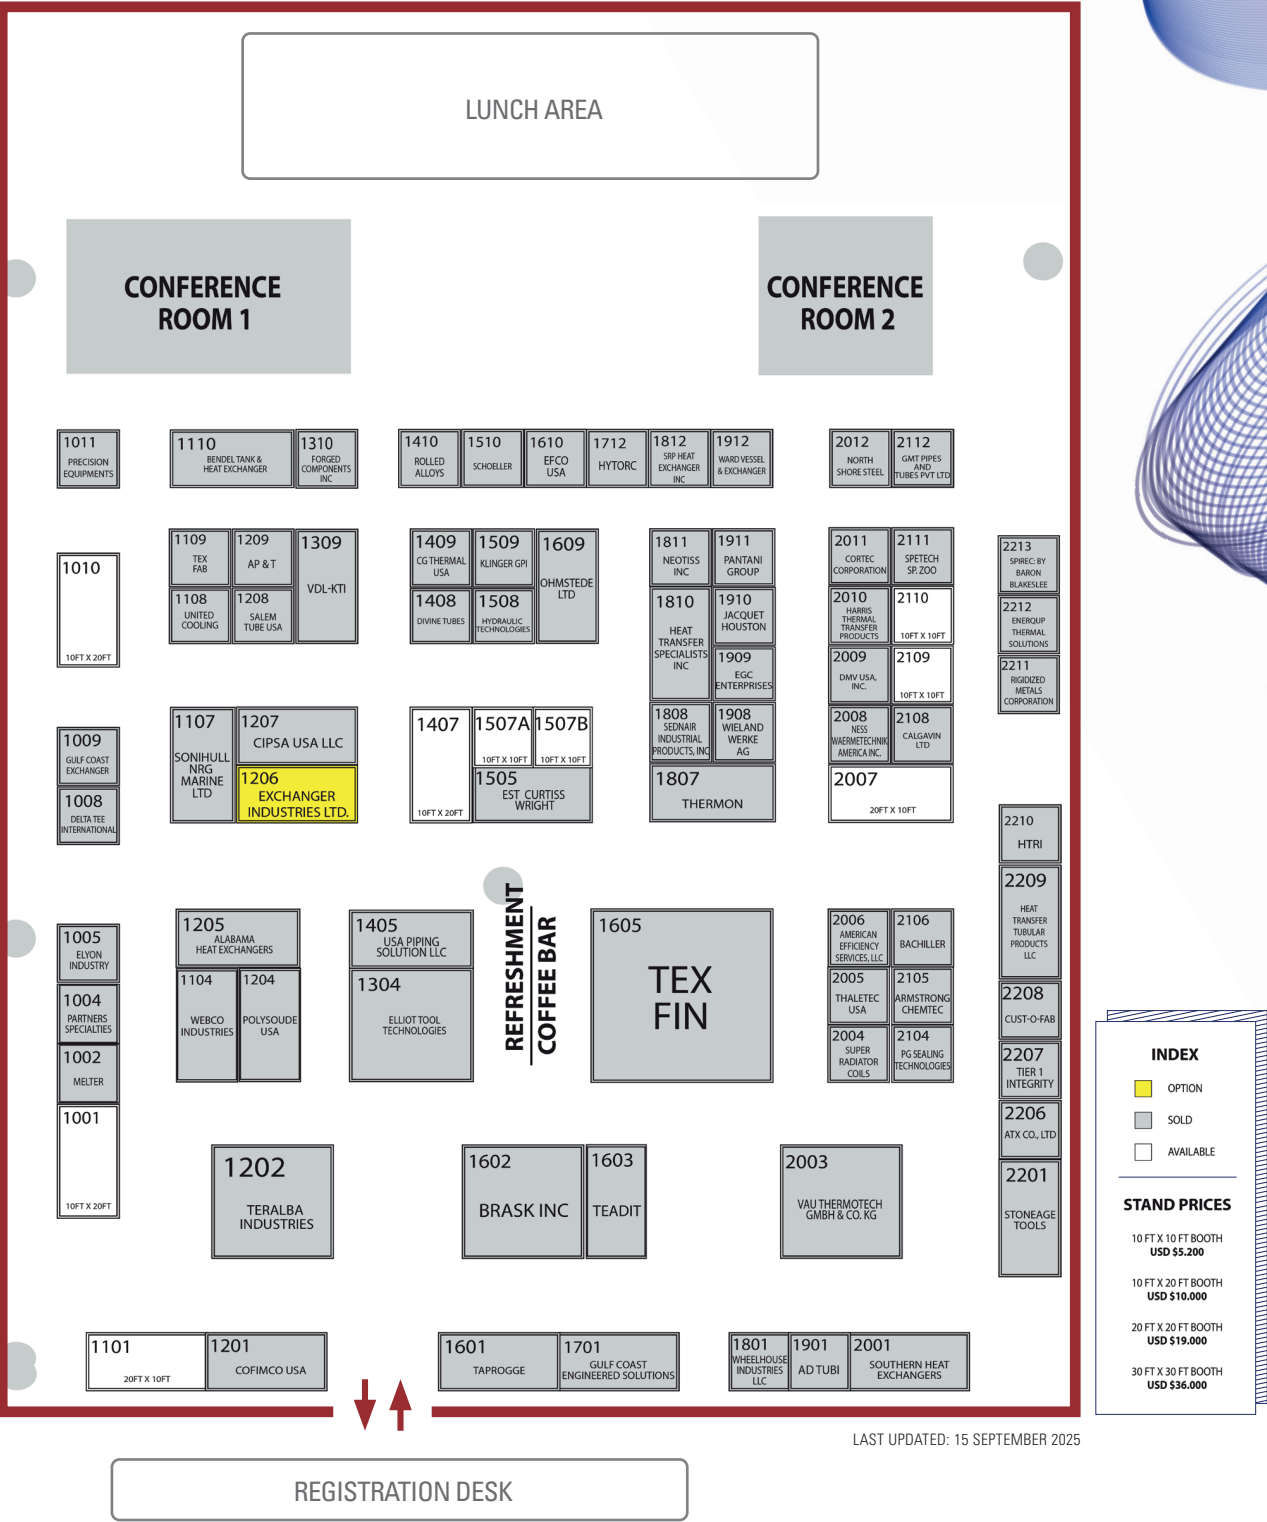 LUNCH AREA
CONFERENCE
ROOM 1
CONFERENCE
ROOM 2
1011
PRECISION
EQUIPMENTS
1110
BENDEL TANK &
HEAT EXCHANGER
1310
FORGED
COMPONENTS
INC
1410
ROLLED
ALLOYS
1510
SCHOELLER
1610
EFCO
USA
1712
HYTORC
1812
SRP HEAT
EXCHANGER
INC
1912
WARD VESSEL
& EXCHANGER
2012
NORTH
SHORE STEEL
2112
GMT PIPES
AND
TUBES PVT LTD
1010
10FT X 20FT
1109
TEX
FAB
1209
AP & T
1309
VDL-KTI
1108
UNITED
COOLING
1208
SALEM
TUBE USA
1409
CG THERMAL
USA
1509
KLINGER GPI
1609
OHMSTEDE
LTD
1408
DIVINE TUBES
1508
HYDRAULIC
TECHNOLOGIES
1811
NEOTISS
INC
1911
PANTANI
GROUP
1810
HEAT
TRANSFER
SPECIALISTS
INC
1910
JACQUET
HOUSTON
1909
EGC
ENTERPRISES
1808
SEDNAIR
INDUSTRIAL
PRODUCTS, INC
1908
WIELAND
WERKE
AG
1807
THERMON
2011
CORTEC
CORPORATION
2111
SPETECH
SP. ZOO
2010
HARRIS
THERMAL
TRANSFER
PRODUCTS
2110
10FT X 10FT
2009
DMV USA,
INC.
2109
10FT X 10FT
2008
NESS
WAERMETECHNIK
AMERICA INC.
2108
CALGAVIN
LTD
2007
20FT X 10FT
2213
SPIREC: BY
BARON
BLAKESLEE
2212
ENERQUP
THERMAL
SOLUTIONS
2211
RIGIDIZED
METALS
CORPORATION
1009
GULF COAST
EXCHANGER
1008
DELTA TEE
INTERNATIONAL
1107
SONIHULL
NRG
MARINE
LTD
1207
CIPSA USA LLC
1206
EXCHANGER
INDUSTRIES LTD.
1407
10FT X 20FT
1507A
10FT X 10FT
1507B
10FT X 10FT
1505
EST CURTISS
WRIGHT
2210
HTRI
2209
HEAT
TRANSFER
TUBULAR
PRODUCTS
LLC
2208
CUST-O-FAB
2207
TIER 1
INTEGRITY
2206
ATX CO., LTD
2201
STONEAGE
TOOLS
1005
ELYON
INDUSTRY
1004
PARTNERS
SPECIALTIES
1002
MELTER
1001
10FT X 20FT
1205
ALABAMA
HEAT EXCHANGERS
1104
WEBCO
INDUSTRIES
1204
POLYSOUDE
USA
1405
USA PIPING
SOLUTION LLC
1304
ELLIOT TOOL
TECHNOLOGIES
REFRESHMENT
COFFEE BAR
1605
TEX
FIN
2006
AMERICAN
EFFICIENCY
SERVICES, LLC
2106
BACHILLER
2005
THALETEC
USA
2105
ARMSTRONG
CHEMTEC
2004
SUPER
RADIATOR
COILS
2104
PG SEALING
TECHNOLOGIES
1202
TERALBA
INDUSTRIES
1602
BRASK INC
1603
TEADIT
2003
VAU THERMOTECH
GMBH & CO. KG
1101
20FT X 10FT
1201
COFIMCO USA
1601
TAPROGGE
1701
GULF COAST
ENGINEERED SOLUTIONS
1801
WHEELHOUSE
INDUSTRIES
LLC
1901
AD TUBI
2001
SOUTHERN HEAT
EXCHANGERS
INDEX
OPTION
SOLD
AVAILABLE
STAND PRICES
10 FT X 10 FT BOOTH
USD $5.200
10 FT X 20 FT BOOTH
USD $10.000
20 FT X 20 FT BOOTH
USD $19.000
30 FT X 30 FT BOOTH
USD $36.000
LAST UPDATED: 15 SEPTEMBER 2025
REGISTRATION DESK